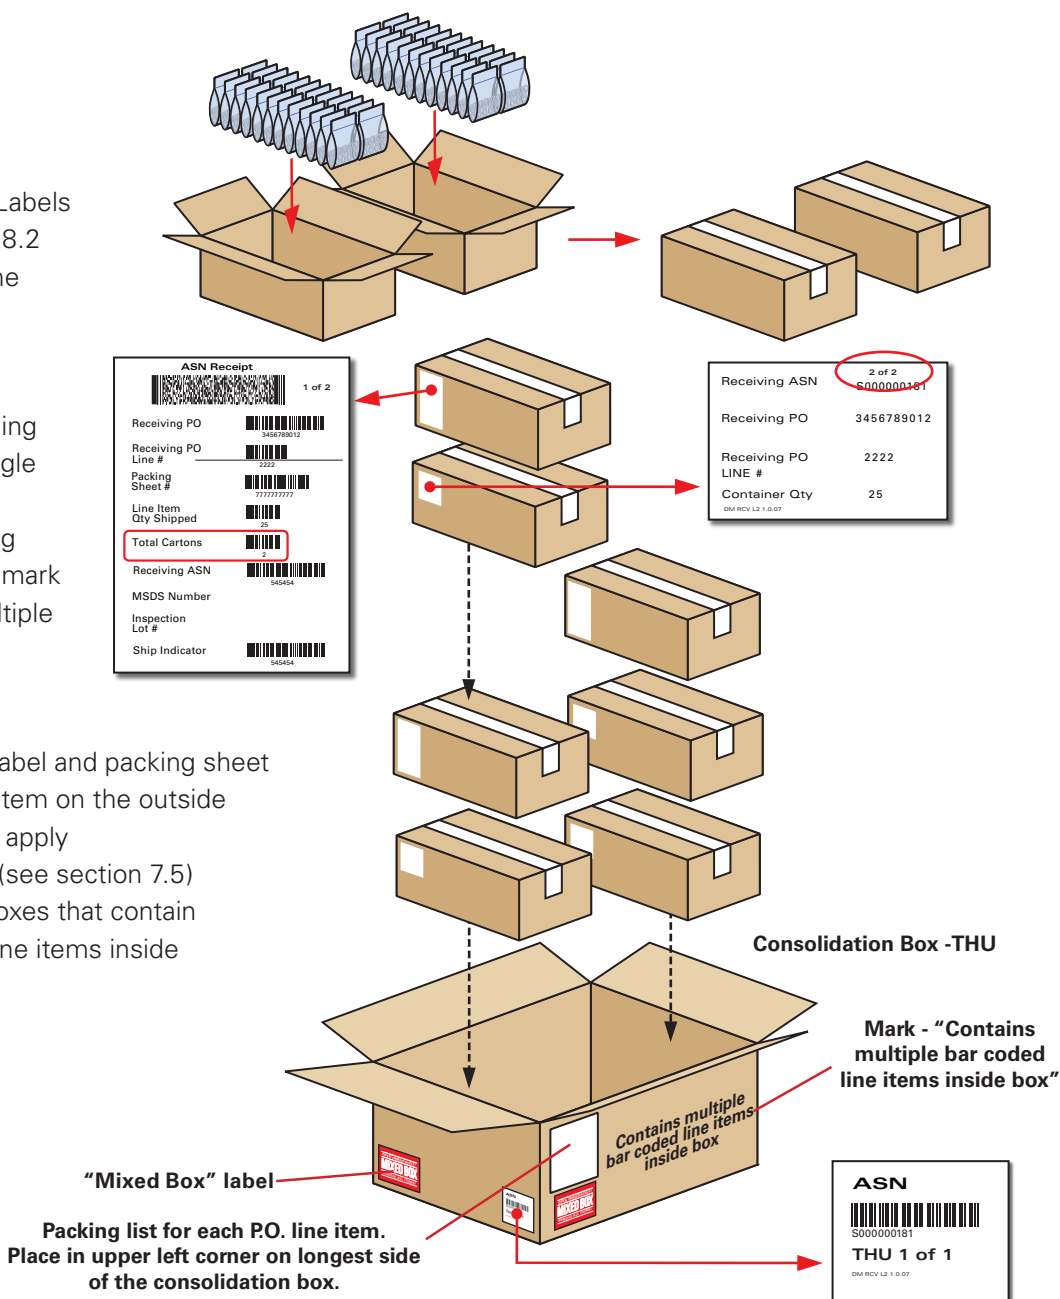 Labels
8.2
ne
ing
gle
g
mark
ltiple
abel and packing sheet
tem on the outside
apply
(see section 7.5)
oxes that contain
ne items inside
ASN Receipt
1 of 2
Receiving PO
3456789012
Receiving PO
Line #
2222
Packing
Sheet #
7777777777
Line Item
Qty Shipped
25
Total Cartons
2
Receiving ASN
545454
MSDS Number
Inspection
Lot #
Ship Indicator
545454
2 of 2
Receiving ASN S000000181
Receiving PO 3456789012
Receiving PO 2222
LINE #
Container Qty 25
DM RCV L2 1.0.07
Consolidation Box -THU
Mark - “Contains
multiple bar coded
line items inside box”
Contains multiple
bar coded line items
inside box
“Mixed Box” label
MIXED BOX
MIXED BOX
ASN
Packing list for each P.O. line item.
Place in upper left corner on longest side
of the consolidation box.
ASN
S000000181
THU 1 of 1
DM RCV L2 1.0.07